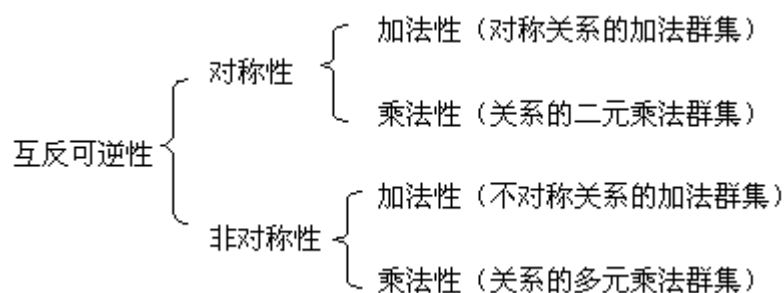 加法性（对称关系的加法群集）
对称性
乘法性（关系的二元乘法群集）
互反可逆性
加法性（不对称关系的加法群集）
非对称性
乘法性（关系的多元乘法群集）